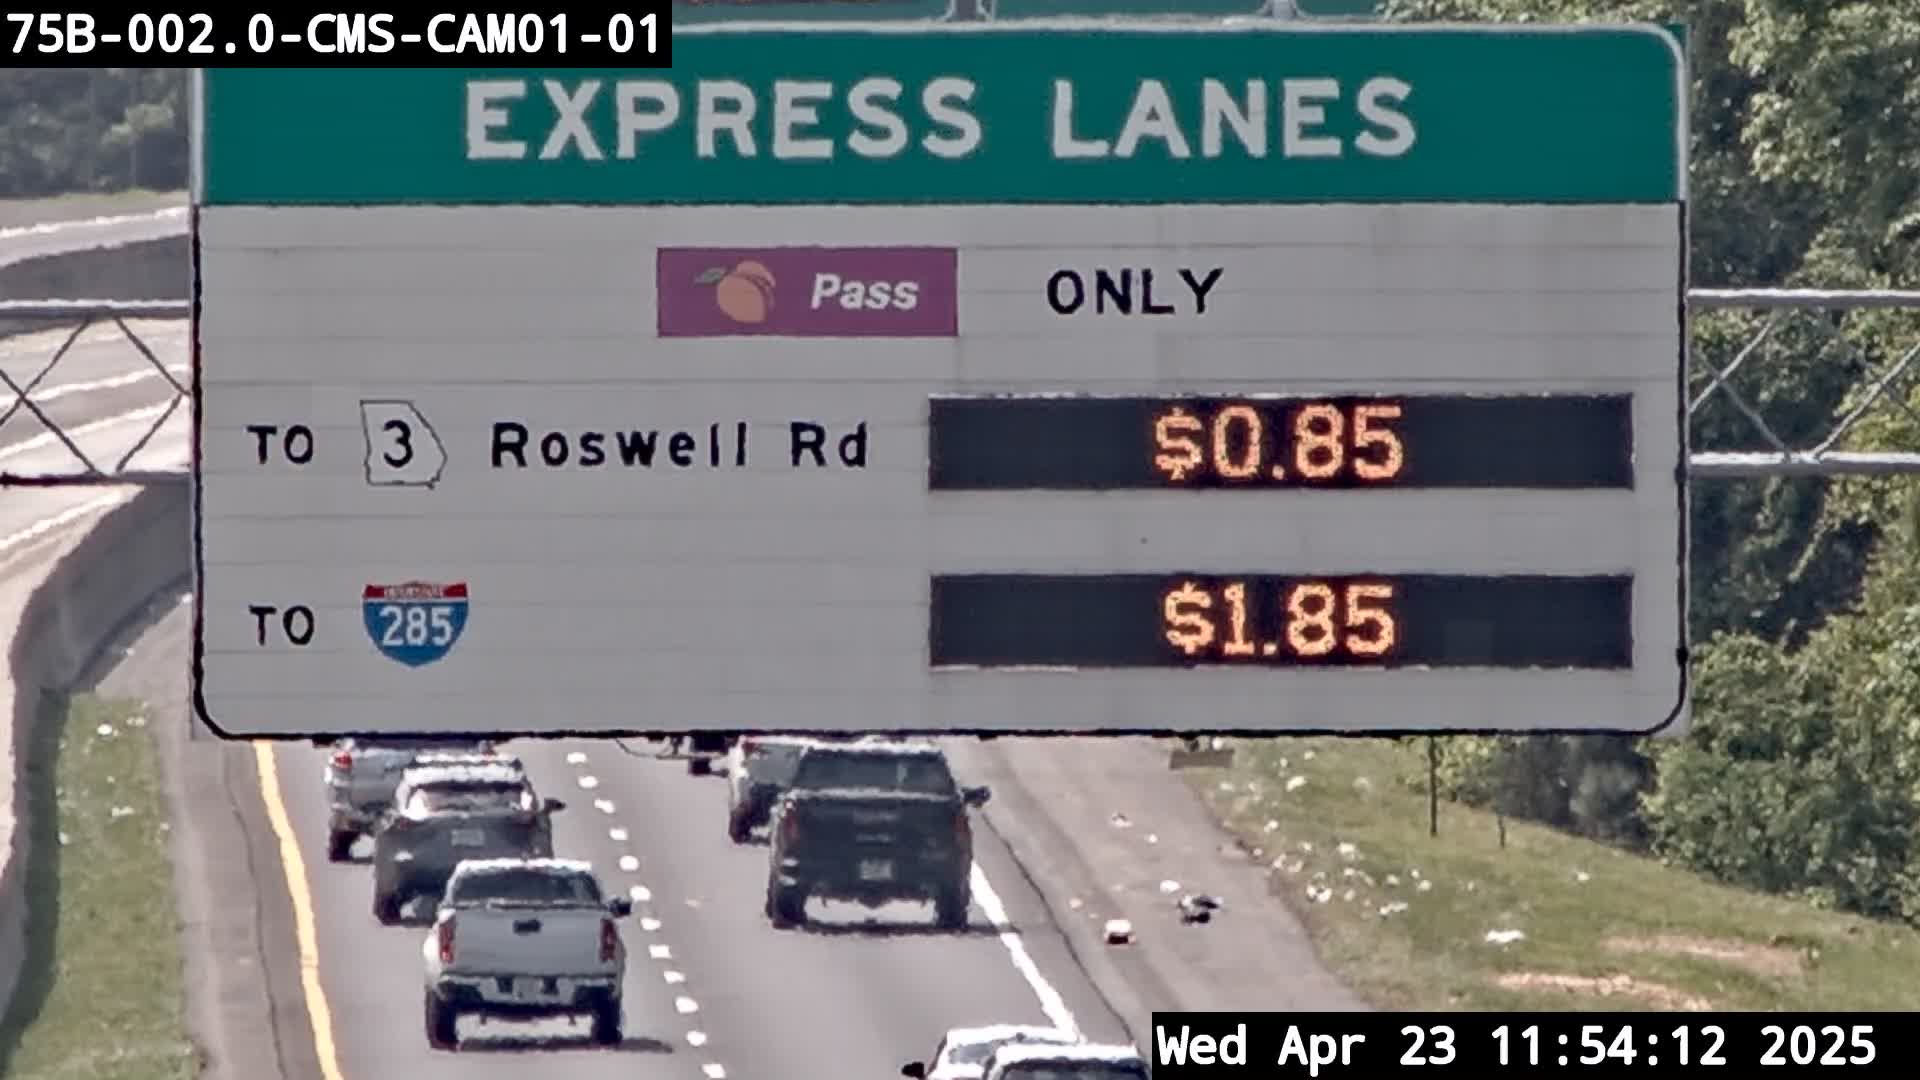 75B-002.0-CMS-CAM01-01
EXPRESS LANES
Pass ONLY
TO 3 Roswell Rd $0.85
TO INTERSTATE 285 $1.85
Wed Apr 23 11:54:12 2025